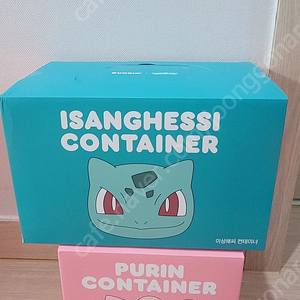 ISANGHESSI
CONTAINER
이상해씨 컨테이너
PURIN
CONTAINER